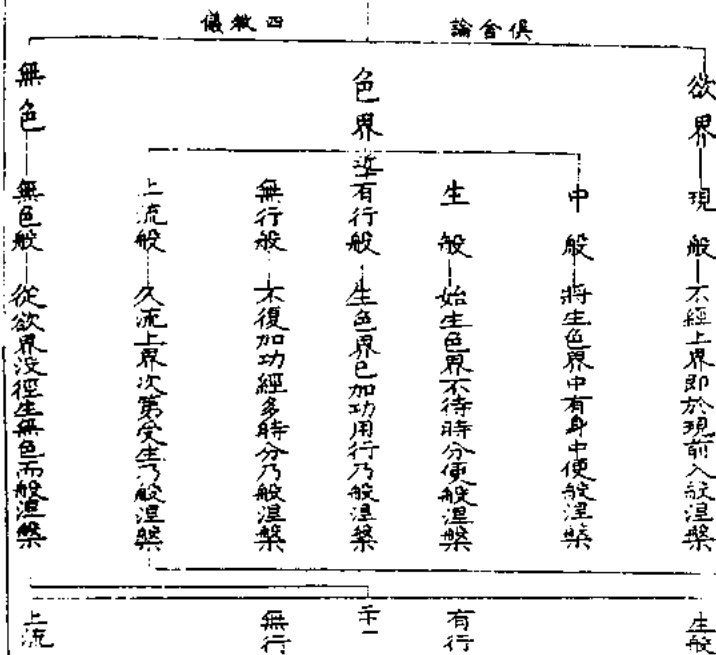 俱舍論
四教儀
欲界
現般
不經上界即於現前入般涅槃
色界
中般
將生色界中有身中便般涅槃
生般
始生色界不待時分便般涅槃
有行般
生色界已加功用行乃般涅槃
無行般
不復加功經多時分乃般涅槃
上流般
久流上界次第受生乃般涅槃
無色
無色般
從欲界沒徑生無色而般涅槃
生般
有行
無行
上流